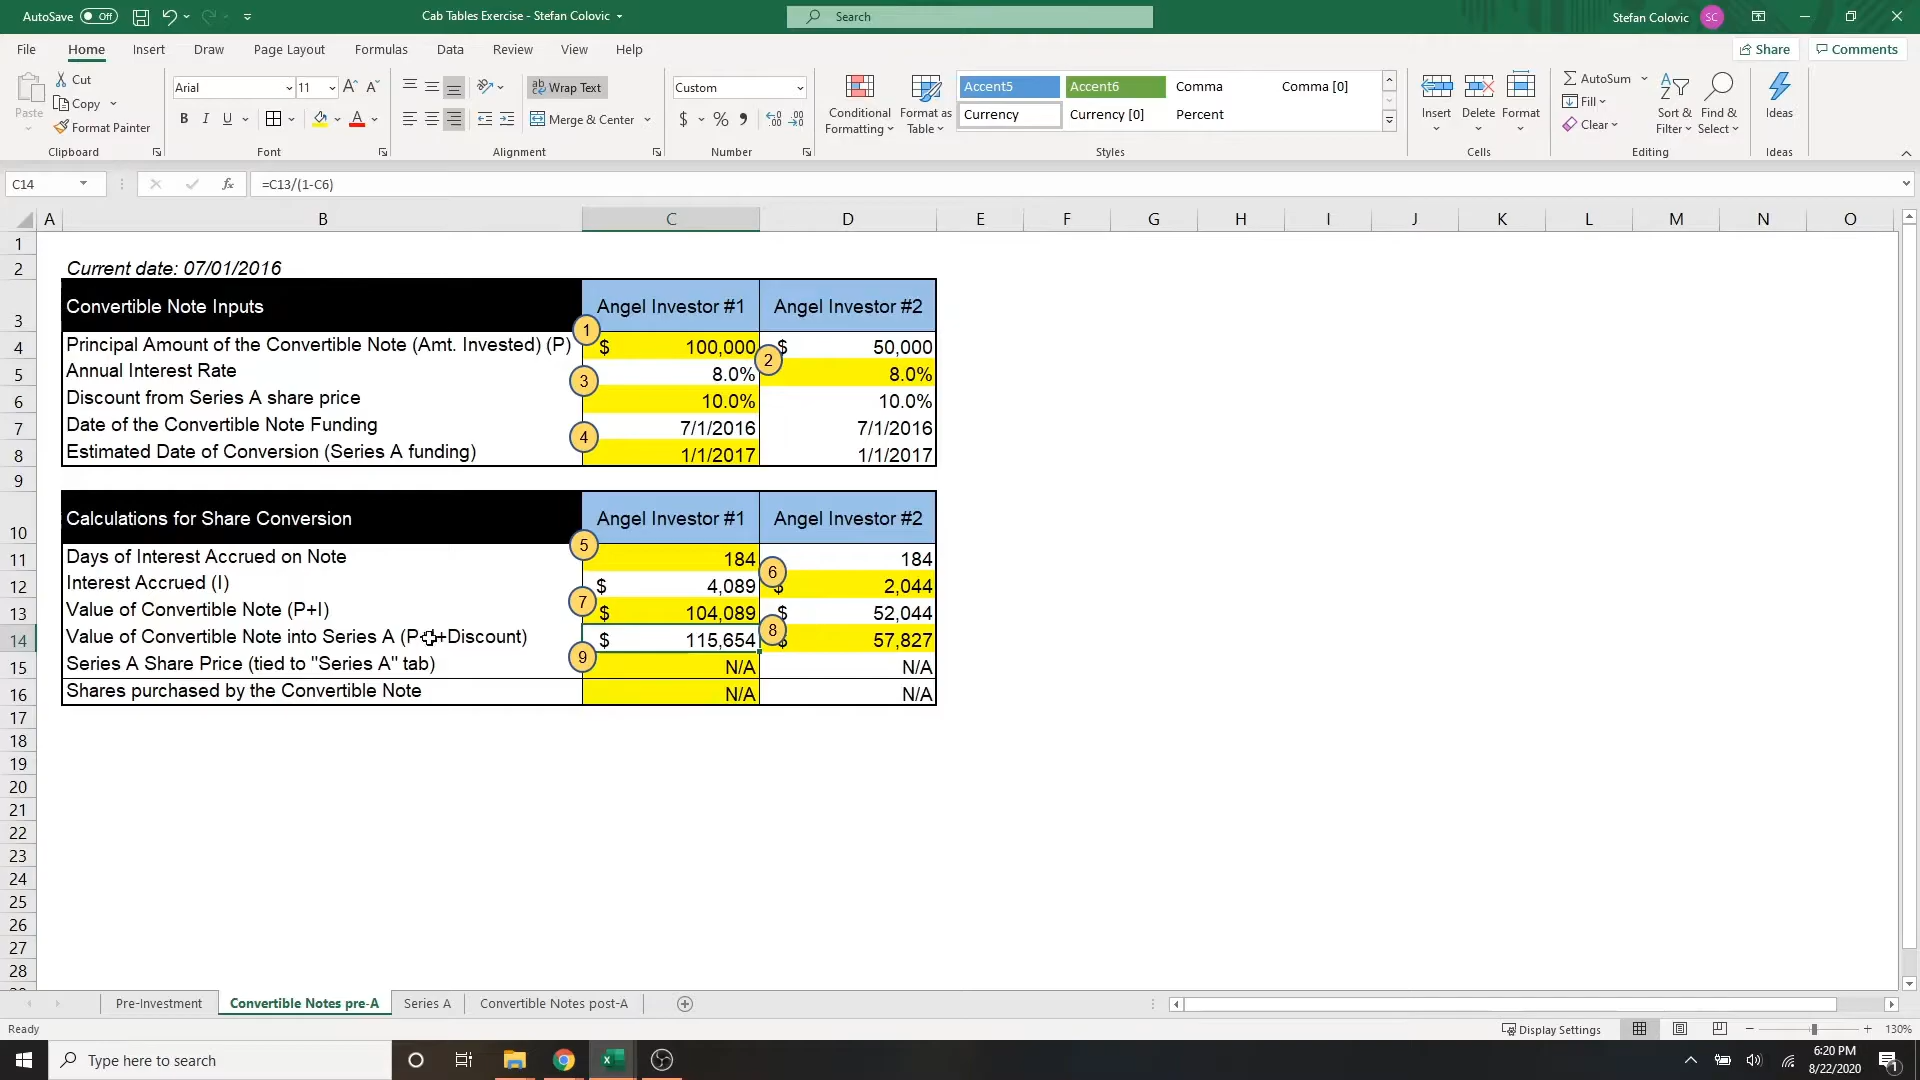 AutoSave Off Cab Tables Exercise - Stefan Colovic Search Stefan Colovic SC
File Home Insert Draw Page Layout Formulas Data Review View Help Share Comments
Paste Cut Copy Format Painter
Arial 11 A A B I U A
ab Wrap Text Merge & Center
Custom $ % 9
Conditional Formatting Format as Table
Accent5 Accent6 Comma Comma [0]
Currency Currency [0] Percent
Insert Delete Format
AutoSum Fill Clear
Sort & Filter Find & Select
Ideas
Clipboard Font Alignment Number Styles Cells Editing Ideas
C14 fx =C13/(1-C6)
A B C D E F G H I J K L M N O
1
2 Current date: 07/01/2016
3 Convertible Note Inputs Angel Investor #1 Angel Investor #2
4 Principal Amount of the Convertible Note (Amt. Invested) (P) 1 $ 100,000 $ 50,000
5 Annual Interest Rate 8.0% 2 8.0%
6 Discount from Series A share price 3 10.0% 10.0%
7 Date of the Convertible Note Funding 7/1/2016 7/1/2016
8 Estimated Date of Conversion (Series A funding) 4 1/1/2017 1/1/2017
9
10 Calculations for Share Conversion Angel Investor #1 Angel Investor #2
11 Days of Interest Accrued on Note 5 184 184
12 Interest Accrued (I) $ 4,089 6 $ 2,044
13 Value of Convertible Note (P+I) 7 $ 104,089 $ 52,044
14 Value of Convertible Note into Series A (P +Discount) $ 115,654 8 $ 57,827
15 Series A Share Price (tied to "Series A" tab) 9 N/A N/A
16 Shares purchased by the Convertible Note N/A N/A
17
18
19
20
21
22
23
24
25
26
27
28
Pre-Investment Convertible Notes pre-A Series A Convertible Notes post-A
Ready Display Settings 130%
Type here to search 6:20 PM
8/22/2020 1